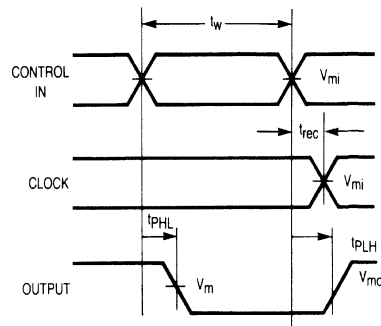 tw
CONTROL
IN
Vmi
trec
CLOCK
Vmi
tPHL
tPLH
OUTPUT
Vm
Vmo